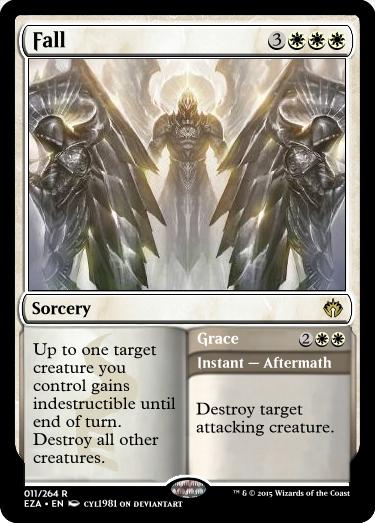 Fall 3
Sorcery
Up to one target
creature you
control gains
indestructible until
end of turn.
Destroy all other
creatures.
Grace 2
Instant — Aftermath
Destroy target
attacking creature.
011/264 R
EZA • EN CYL1981 ON DEVIANTART
™ & © 2015 Wizards of the Coast